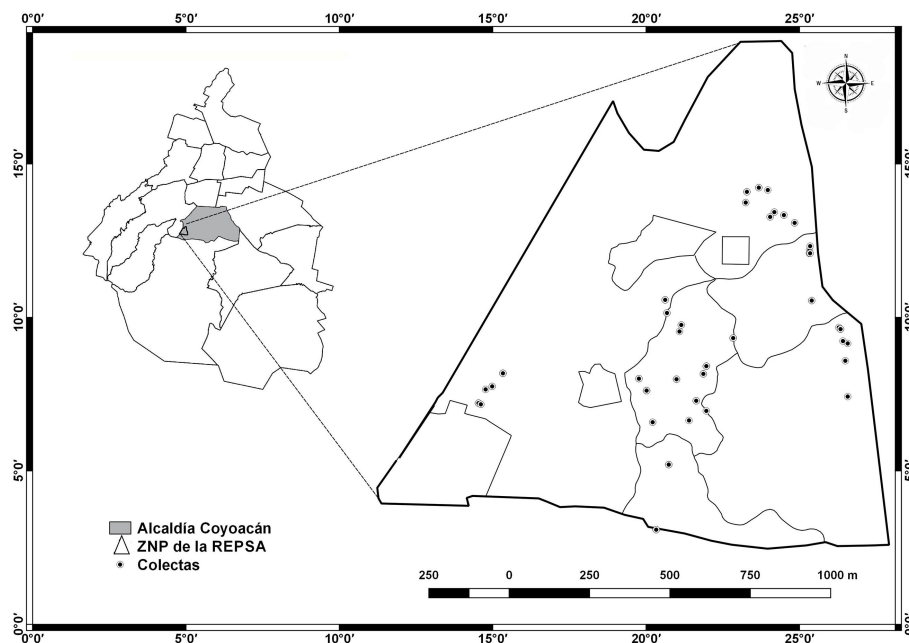 0°0′ 5°0′ 10°0′ 15°0′ 20°0′ 25°0′
N
W E
S
15°0′ 15°0′
10°0′ 10°0′
5°0′ 5°0′
Alcaldía Coyoacán
ZNP de la REPSA
Colectas
250 0 250 500 750 1000 m
0°0′ 0°0′
0°0′ 5°0′ 10°0′ 15°0′ 20°0′ 25°0′